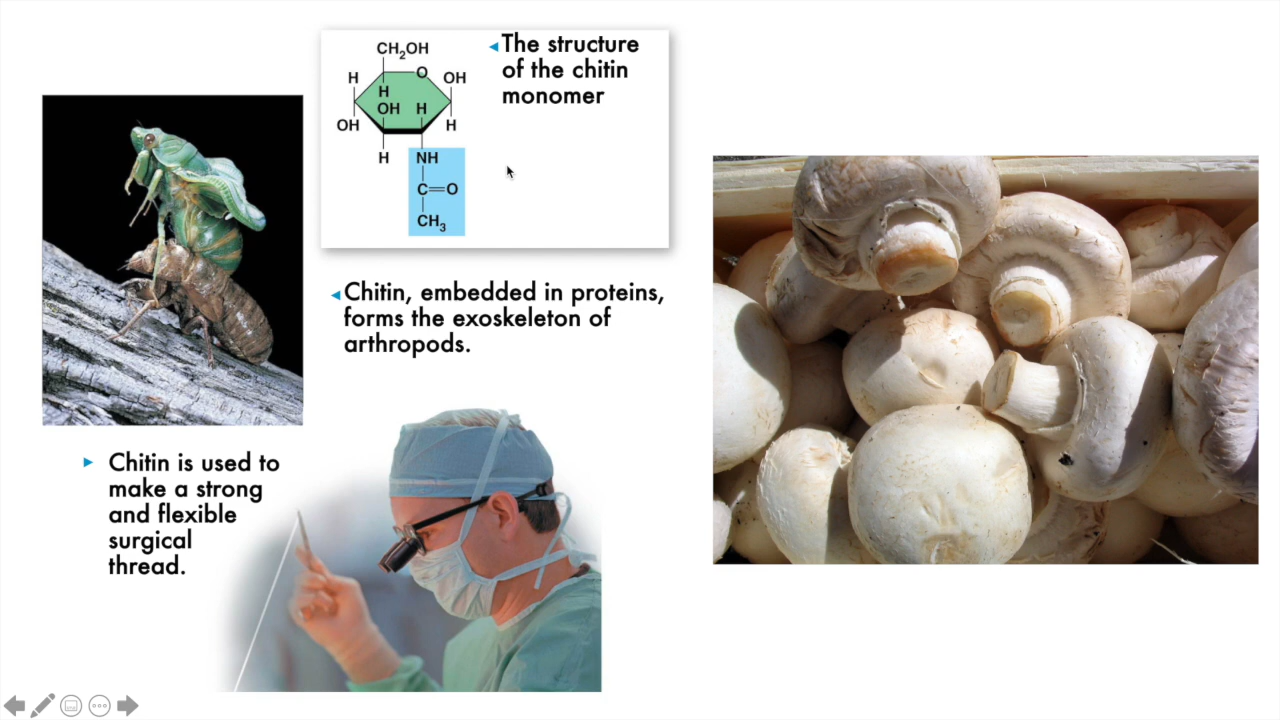 CH2OH
O
H
OH
H
OH
H
OH
H
H
NH
C=O
CH3
◂The structure
of the chitin
monomer
◂Chitin, embedded in proteins,
forms the exoskeleton of
arthropods.
▸ Chitin is used to
make a strong
and flexible
surgical
thread.